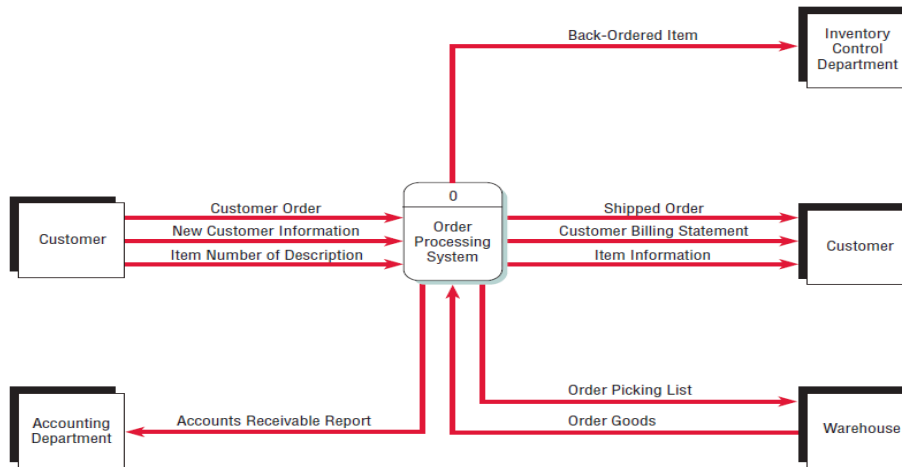 Back-Ordered Item
Inventory
Control
Department
0
Order
Processing
System
Customer
Customer Order
New Customer Information
Item Number of Description
Shipped Order
Customer Billing Statement
Item Information
Customer
Accounting
Department
Accounts Receivable Report
Order Picking List
Order Goods
Warehouse